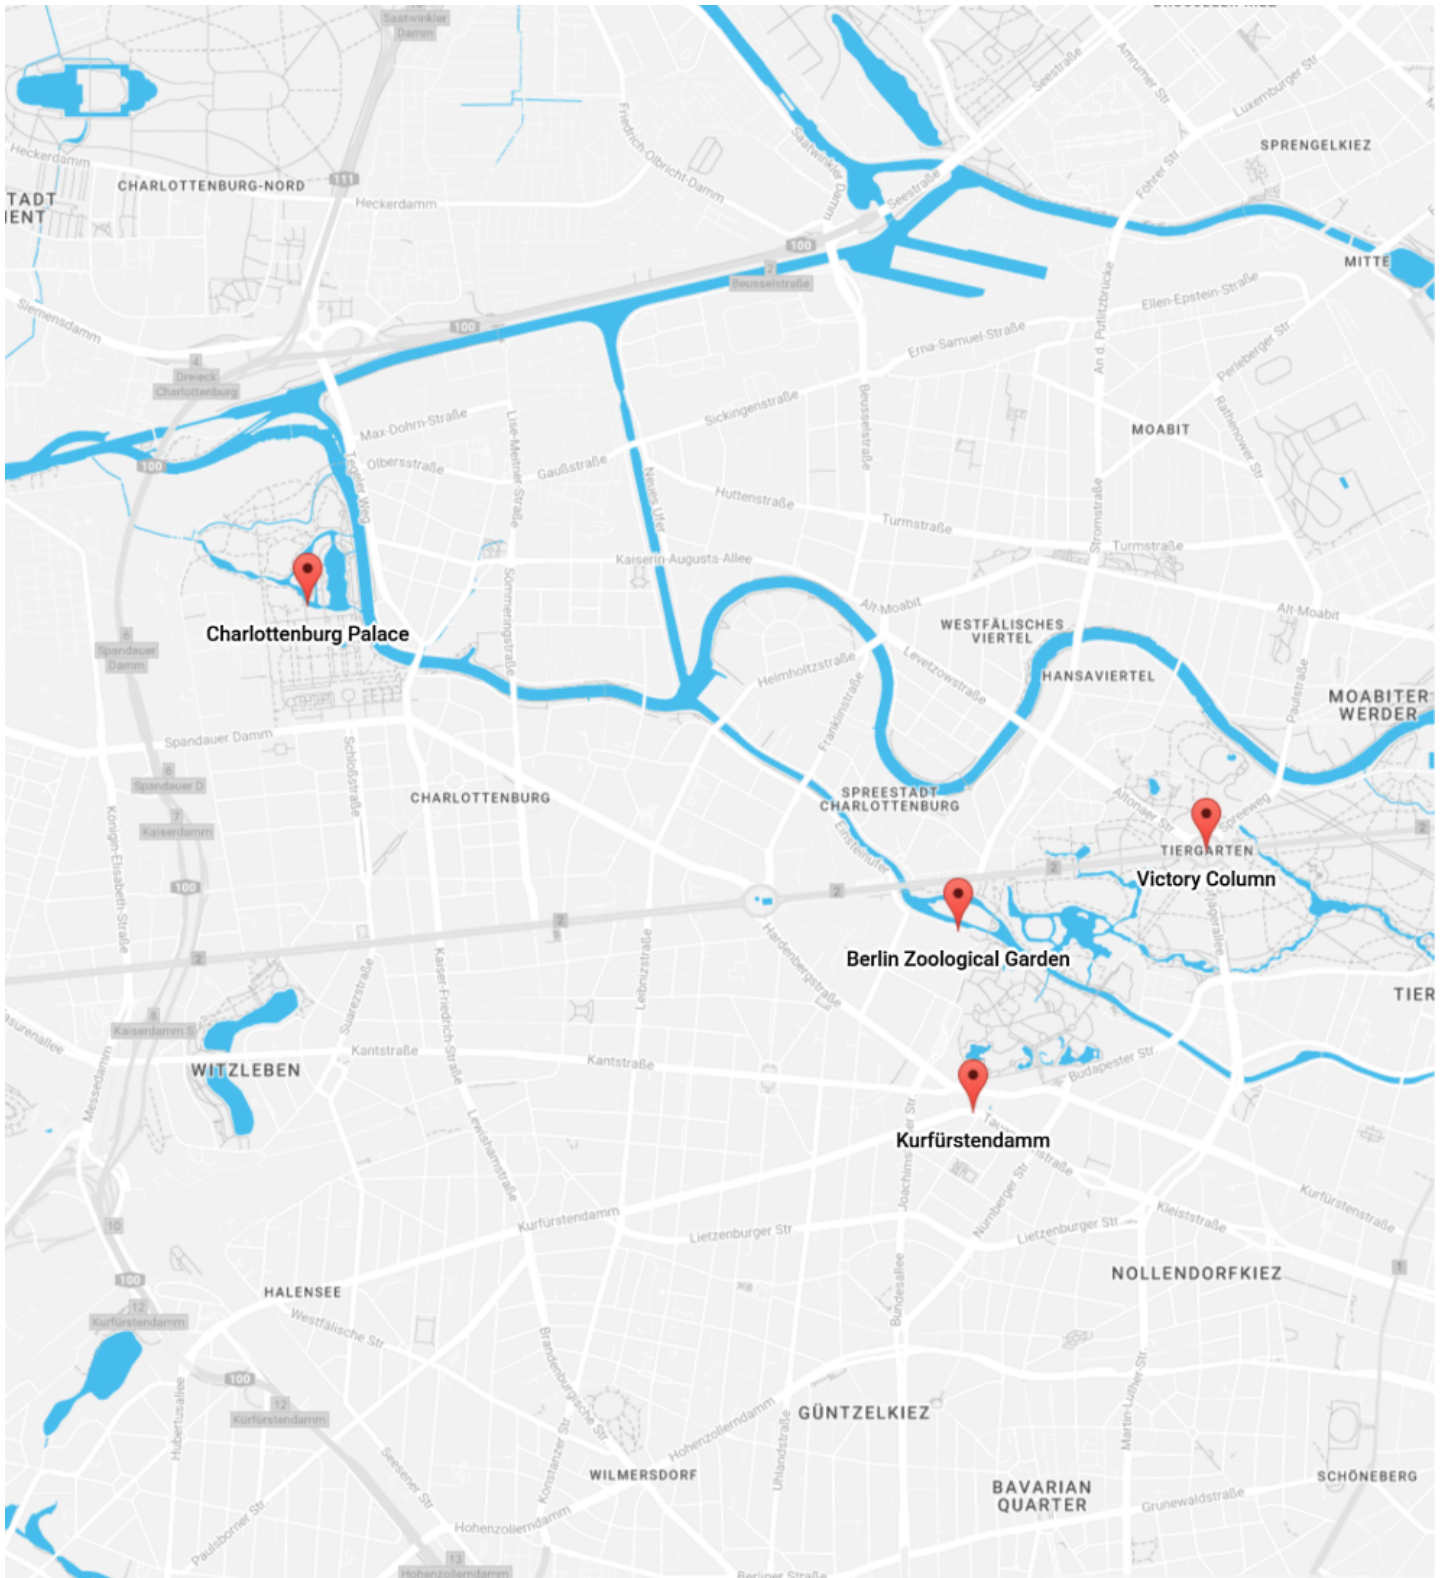 Saatwinkler
Damm
BRÜSSELER KIEZ
Seestraße
Amrumer Str
Luxemburger Str
Friedrich-Olbricht-Damm
Saatwinkler Damm
SPRENGELKIEZ
Heckerdamm
CHARLOTTENBURG-NORD
111
Heckerdamm
Seestraße
Föhrer Str
TADT
IENT
100
2
Beusselstraße
MITTE
An d. Putlitzbrücke
Ellen-Epstein-Straße
Siemensdamm
100
Erna-Samuel-Straße
Perleberger Str.
4
Dreieck
Charlottenburg
Sickingenstraße
Beusselstraße
Rathenower Str
MOABIT
Max-Dohrn-Straße
Lise-Meitner-Straße
Olbersstraße
Gaußstraße
100
Tegeler Weg
Neues Ufer
Huttenstraße
Turmstraße
Stromstraße
Turmstraße
Kaiserin-Augusta-Allee
Sömmeringstraße
Alt-Moabit
Alt-Moabit
Charlottenburg Palace
6
Spandauer
Damm
WESTFÄLISCHES
VIERTEL
Helmholtzstraße
Levetzowstraße
HANSAVIERTEL
Paulstraße
MOABITER
WERDER
Franklinstraße
Spandauer Damm
Schloßstraße
6
Spandauer D
CHARLOTTENBURG
SPREESTADT
CHARLOTTENBURG
Altonaer Str
Spreeweg
7
Kaiserdamm
Königin-Elisabeth-Straße
Einsteinufer
TIERGARTEN
Victory Column
2
2
2
100
2
2
Berlin Zoological Garden
Hardenbergstraße
Leibnizstraße
Kaiser-Friedrich-Straße
Suarezstraße
TIER
8
Kaiserdamm S
Messedamm
WITZLEBEN
Kantstraße
Kantstraße
Budapester Str
Kurfürstendamm
Joachimst
r Str
Lewishamstraße
Nürnberger Str
10
Kurfürstendamm
Lietzenburger Str
Lietzenburger Str
Kleiststraße
Kurfürstenstraße
1
NOLLENDORFKIEZ
100
HALENSEE
12
Kurfürstendamm
Westfälische Str
Bundesallee
Brandenburgische Str
100
12
Kurfürstendamm
Hubertusallee
Martin-Luther-Str
GÜNTZELKIEZ
Hohenzollerndamm
Uhlandstraße
Konstanzer Str
Seesener Str
WILMERSDORF
SCHÖNEBERG
BAVARIAN
QUARTER
Grunewaldstraße
Paulsborner Str
Hohenzollerndamm
13
Hohenzollerndamm
Berliner Straße